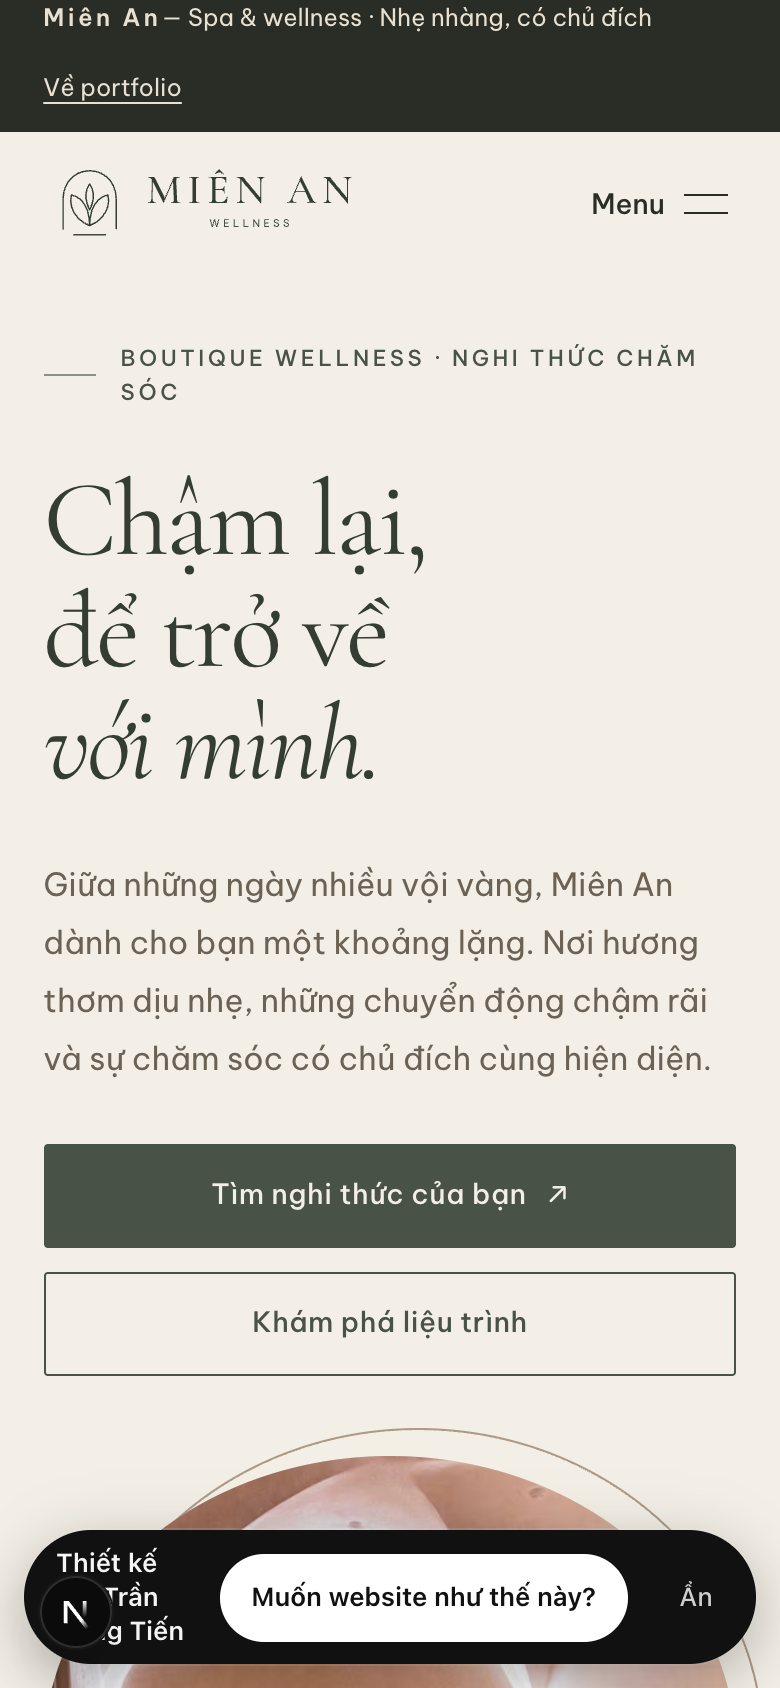 Miên An — Spa & wellness · Nhẹ nhàng, có chủ đích
Về portfolio
MIÊN AN
WELLNESS
Menu
BOUTIQUE WELLNESS · NGHI THỨC CHĂM
SÓC
Chậm lại,
để trở về
với mình.
Giữa những ngày nhiều vội vàng, Miên An
dành cho bạn một khoảng lặng. Nơi hương
thơm dịu nhẹ, những chuyển động chậm rãi
và sự chăm sóc có chủ đích cùng hiện diện.
Tìm nghi thức của bạn ↗
Khám phá liệu trình
Thiết kế
Trần
Tiến
N
Muốn website như thế này?
Ẩn